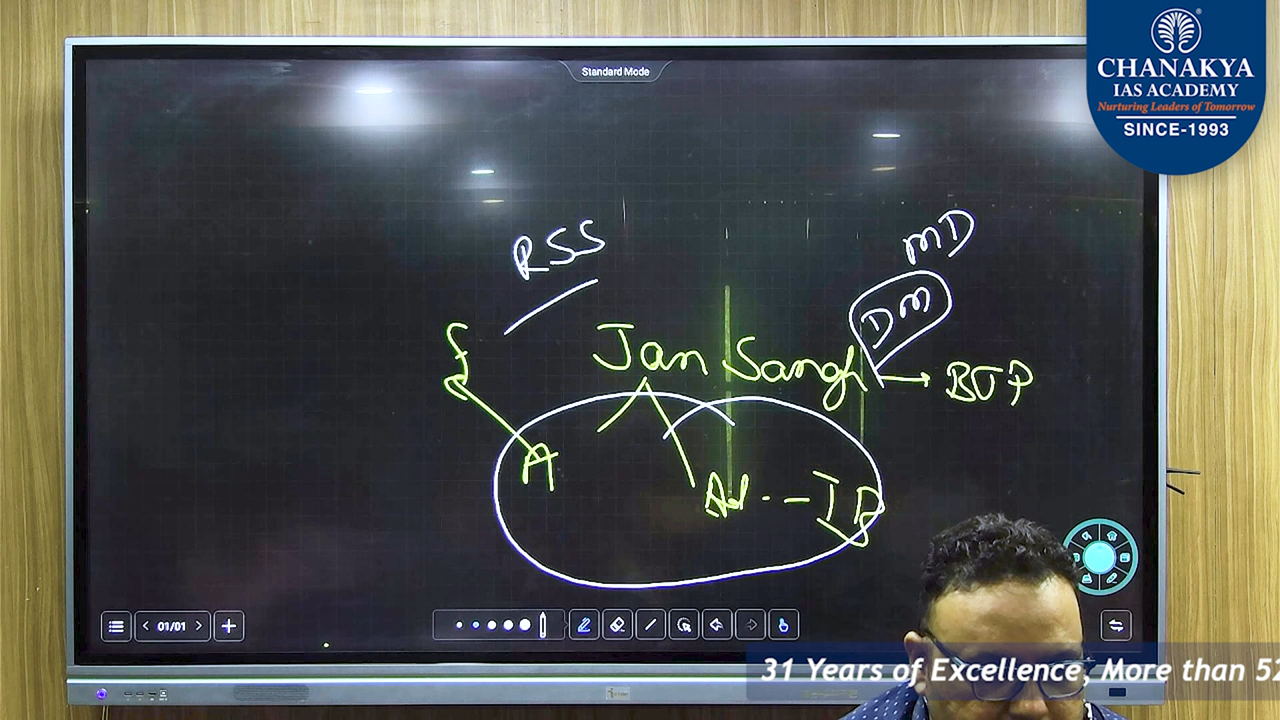 CHANAKYA
IAS ACADEMY
Nurturing Leaders of Tomorrow
SINCE-1993
Standard Mode
MD
RSS
DM
Jan Sangh → BJP
A
Ad -- IB
01/01
31 Years of Excellence, More than 52